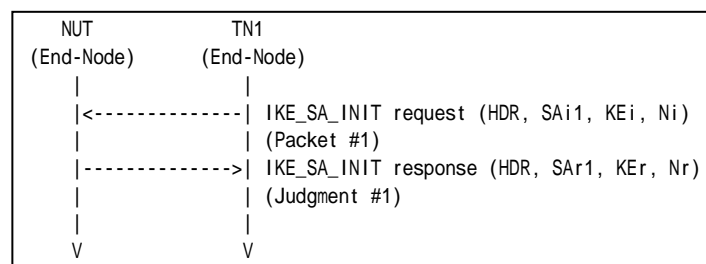 NUT TN1
(End-Node) (End-Node)
| |
|<--------------| IKE_SA_INIT request (HDR, SAi1, KEi, Ni)
| | (Packet #1)
|-------------->| IKE_SA_INIT response (HDR, SAr1, KEr, Nr)
| | (Judgment #1)
| |
V V